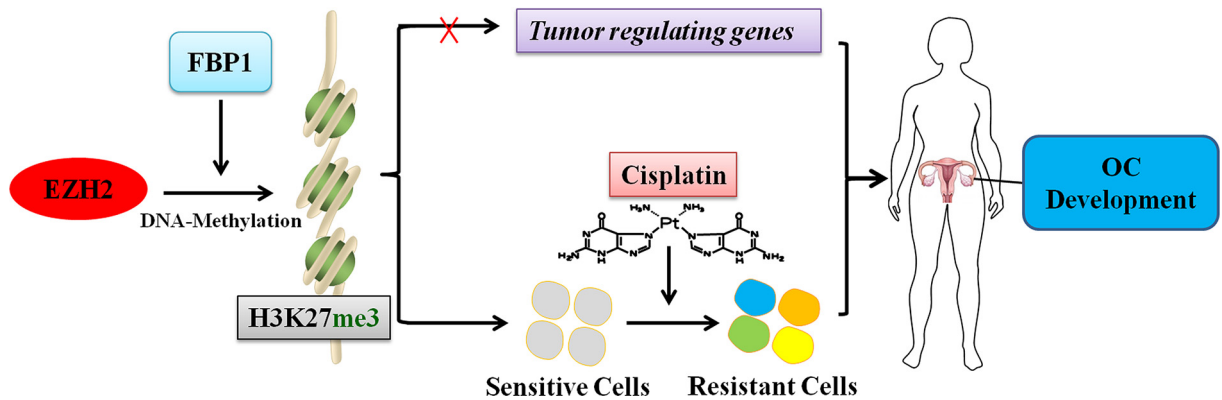 FBP1
EZH2
DNA-Methylation
H3K27me3
X
Tumor regulating genes
Cisplatin
H₃N
NH₃
Pt
O
O
N
N
N
N
H₂N
N
H
N
N
N
H
NH₂
Sensitive Cells
Resistant Cells
OC
Development